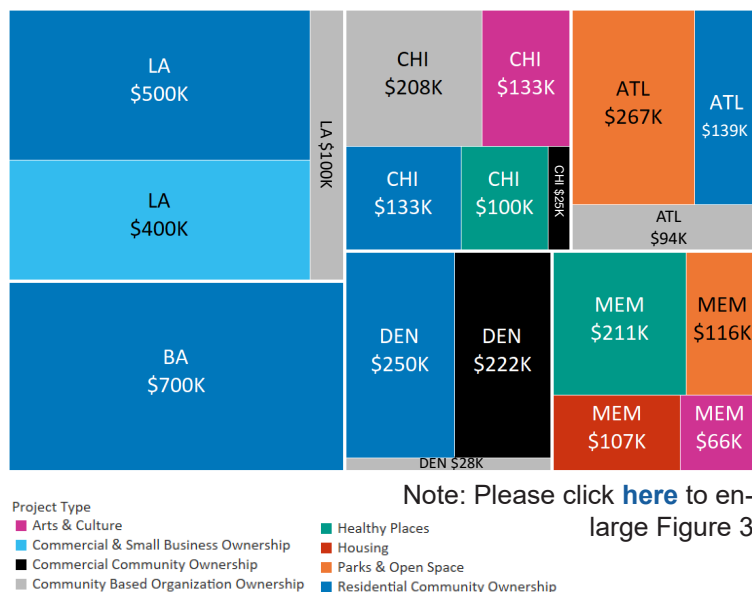 LA
$500K
LA
$400K
LA $100K
BA
$700K
CHI
$208K
CHI
$133K
CHI
$133K
CHI
$100K
CHI $25K
ATL
$267K
ATL
$139K
ATL
$94K
DEN
$250K
DEN
$222K
DEN $28K
MEM
$211K
MEM
$116K
MEM
$107K
MEM
$66K
Note: Please click here to en-
large Figure 3
Project Type
Arts & Culture
Commercial & Small Business Ownership
Commercial Community Ownership
Community Based Organization Ownership
Healthy Places
Housing
Parks & Open Space
Residential Community Ownership